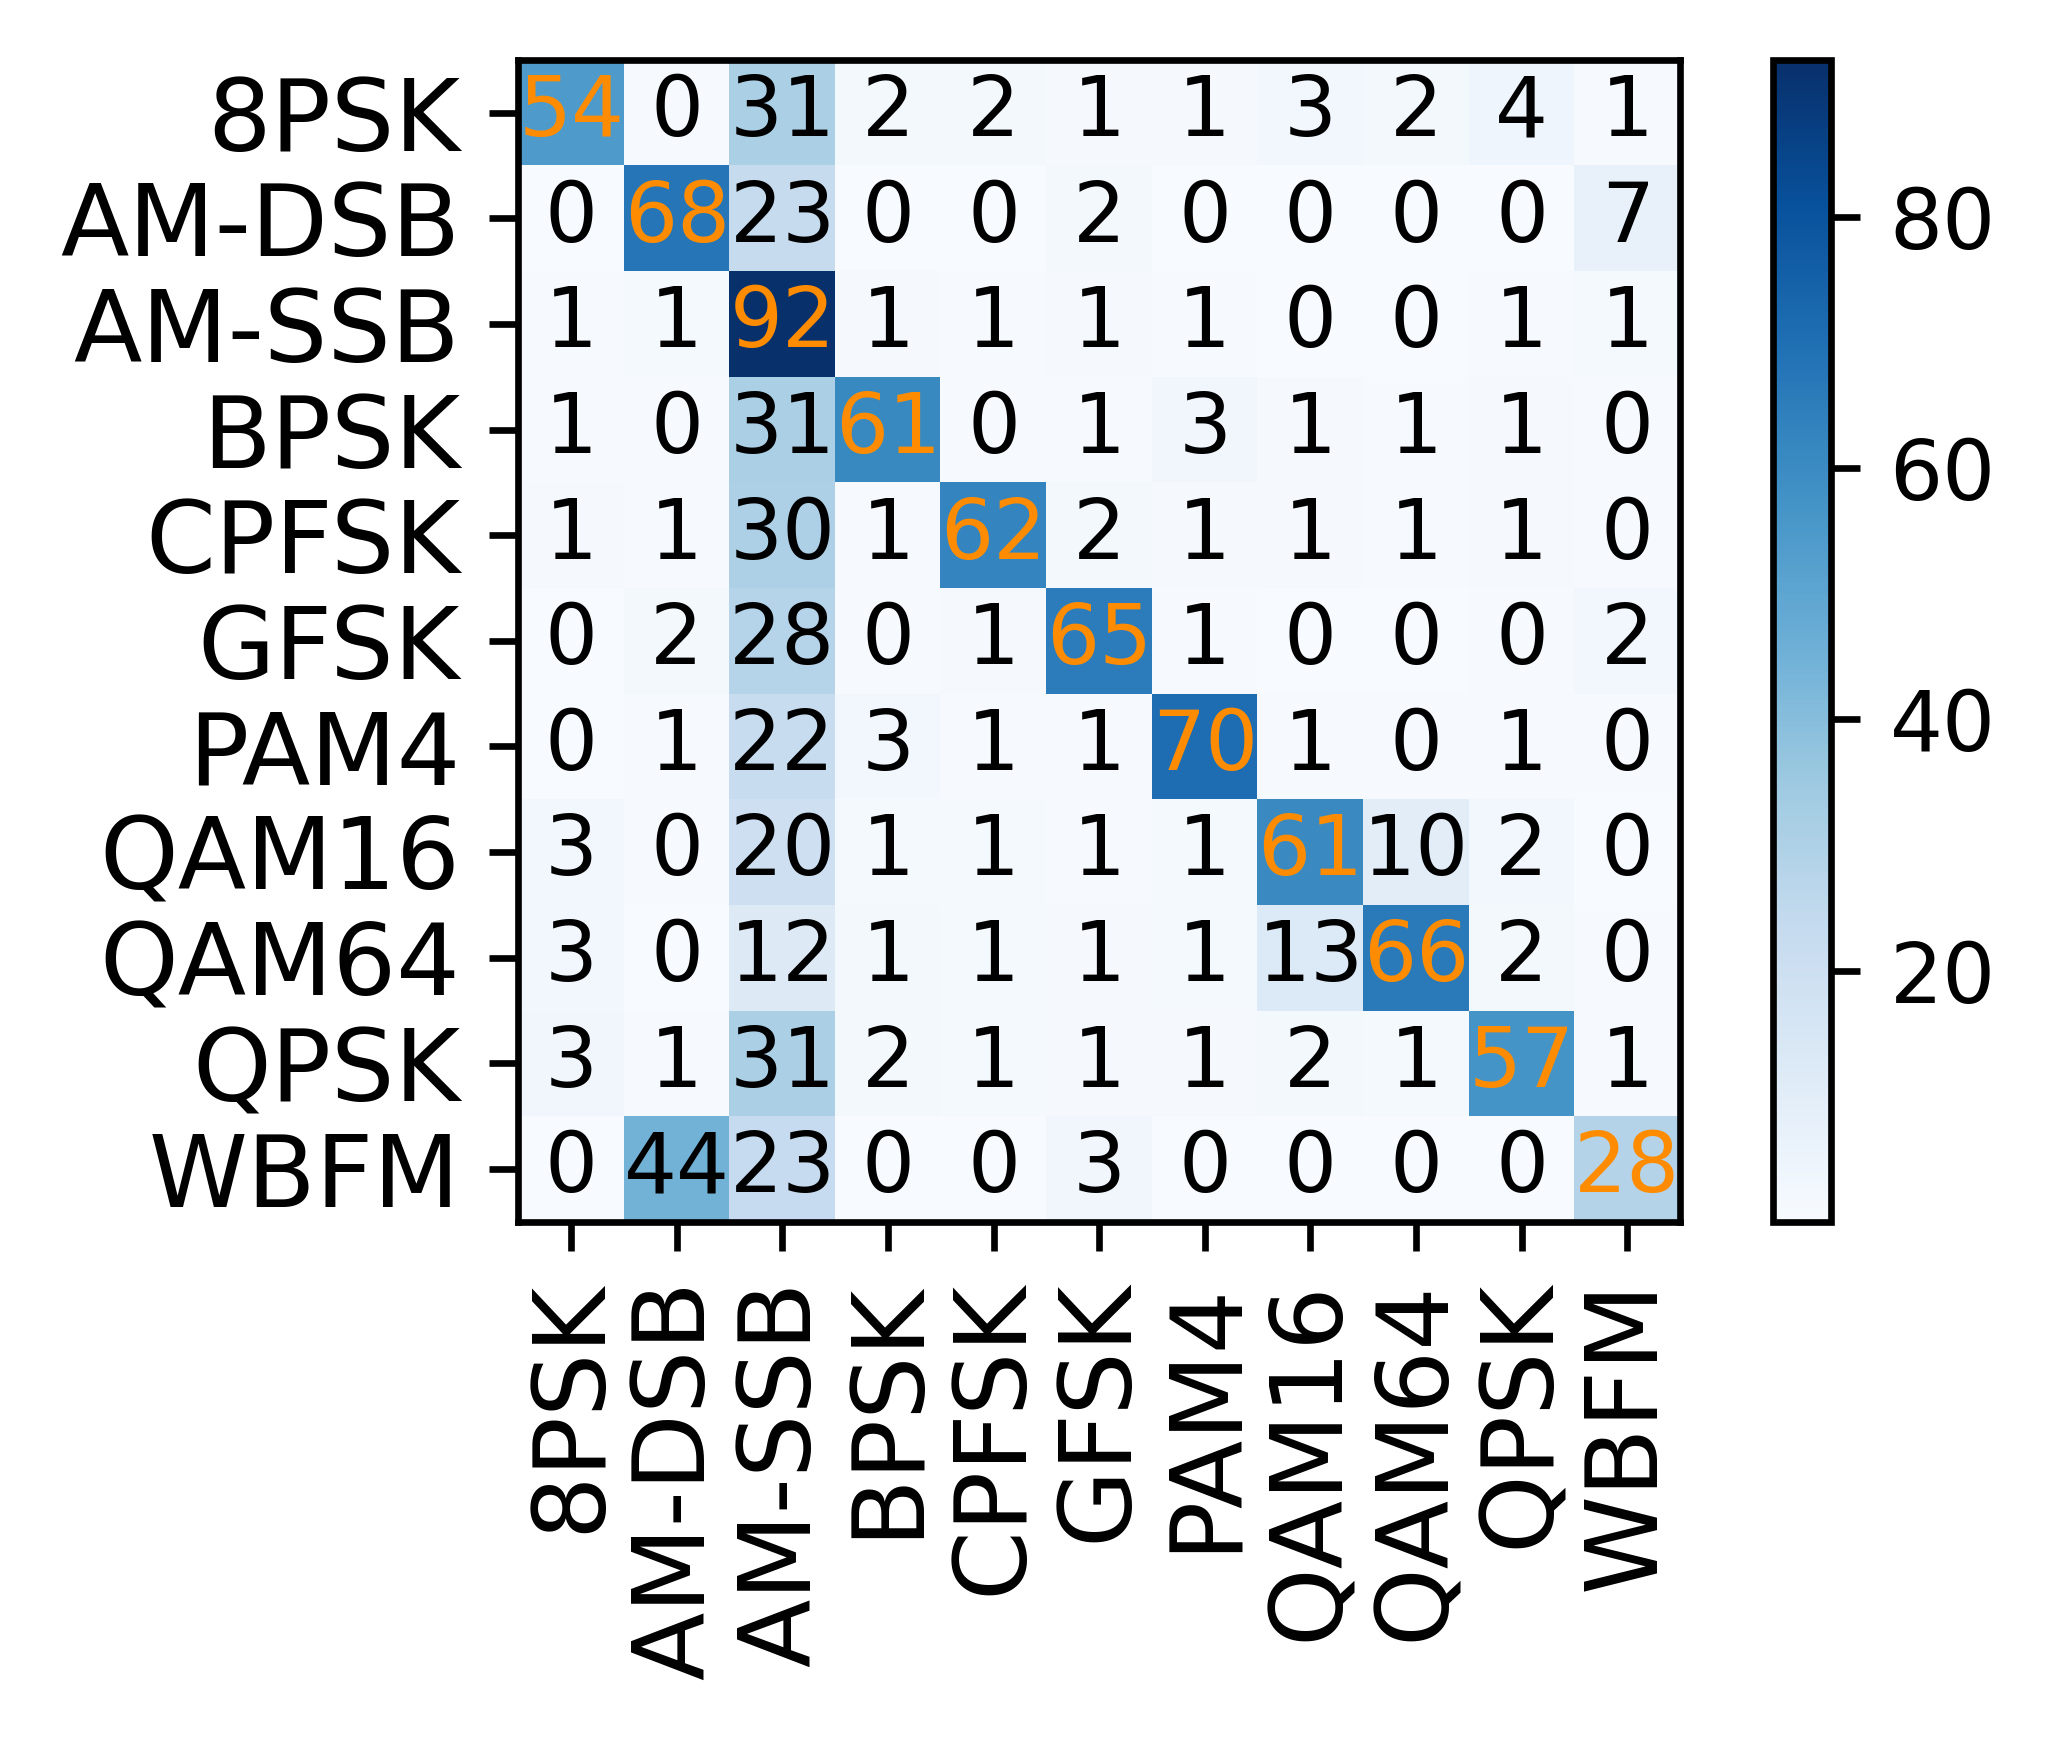 8PSK 54 0 31 2 2 1 1 3 2 4 1
AM-DSB 0 68 23 0 0 2 0 0 0 0 7
AM-SSB 1 1 92 1 1 1 1 0 0 1 1
BPSK 1 0 31 61 0 1 3 1 1 1 0
CPFSK 1 1 30 1 62 2 1 1 1 1 0
GFSK 0 2 28 0 1 65 1 0 0 0 2
PAM4 0 1 22 3 1 1 70 1 0 1 0
QAM16 3 0 20 1 1 1 1 61 10 2 0
QAM64 3 0 12 1 1 1 1 13 66 2 0
QPSK 3 1 31 2 1 1 1 2 1 57 1
WBFM 0 44 23 0 0 3 0 0 0 0 28
8PSK
AM-DSB
AM-SSB
BPSK
CPFSK
GFSK
PAM4
QAM16
QAM64
QPSK
WBFM
80
60
40
20